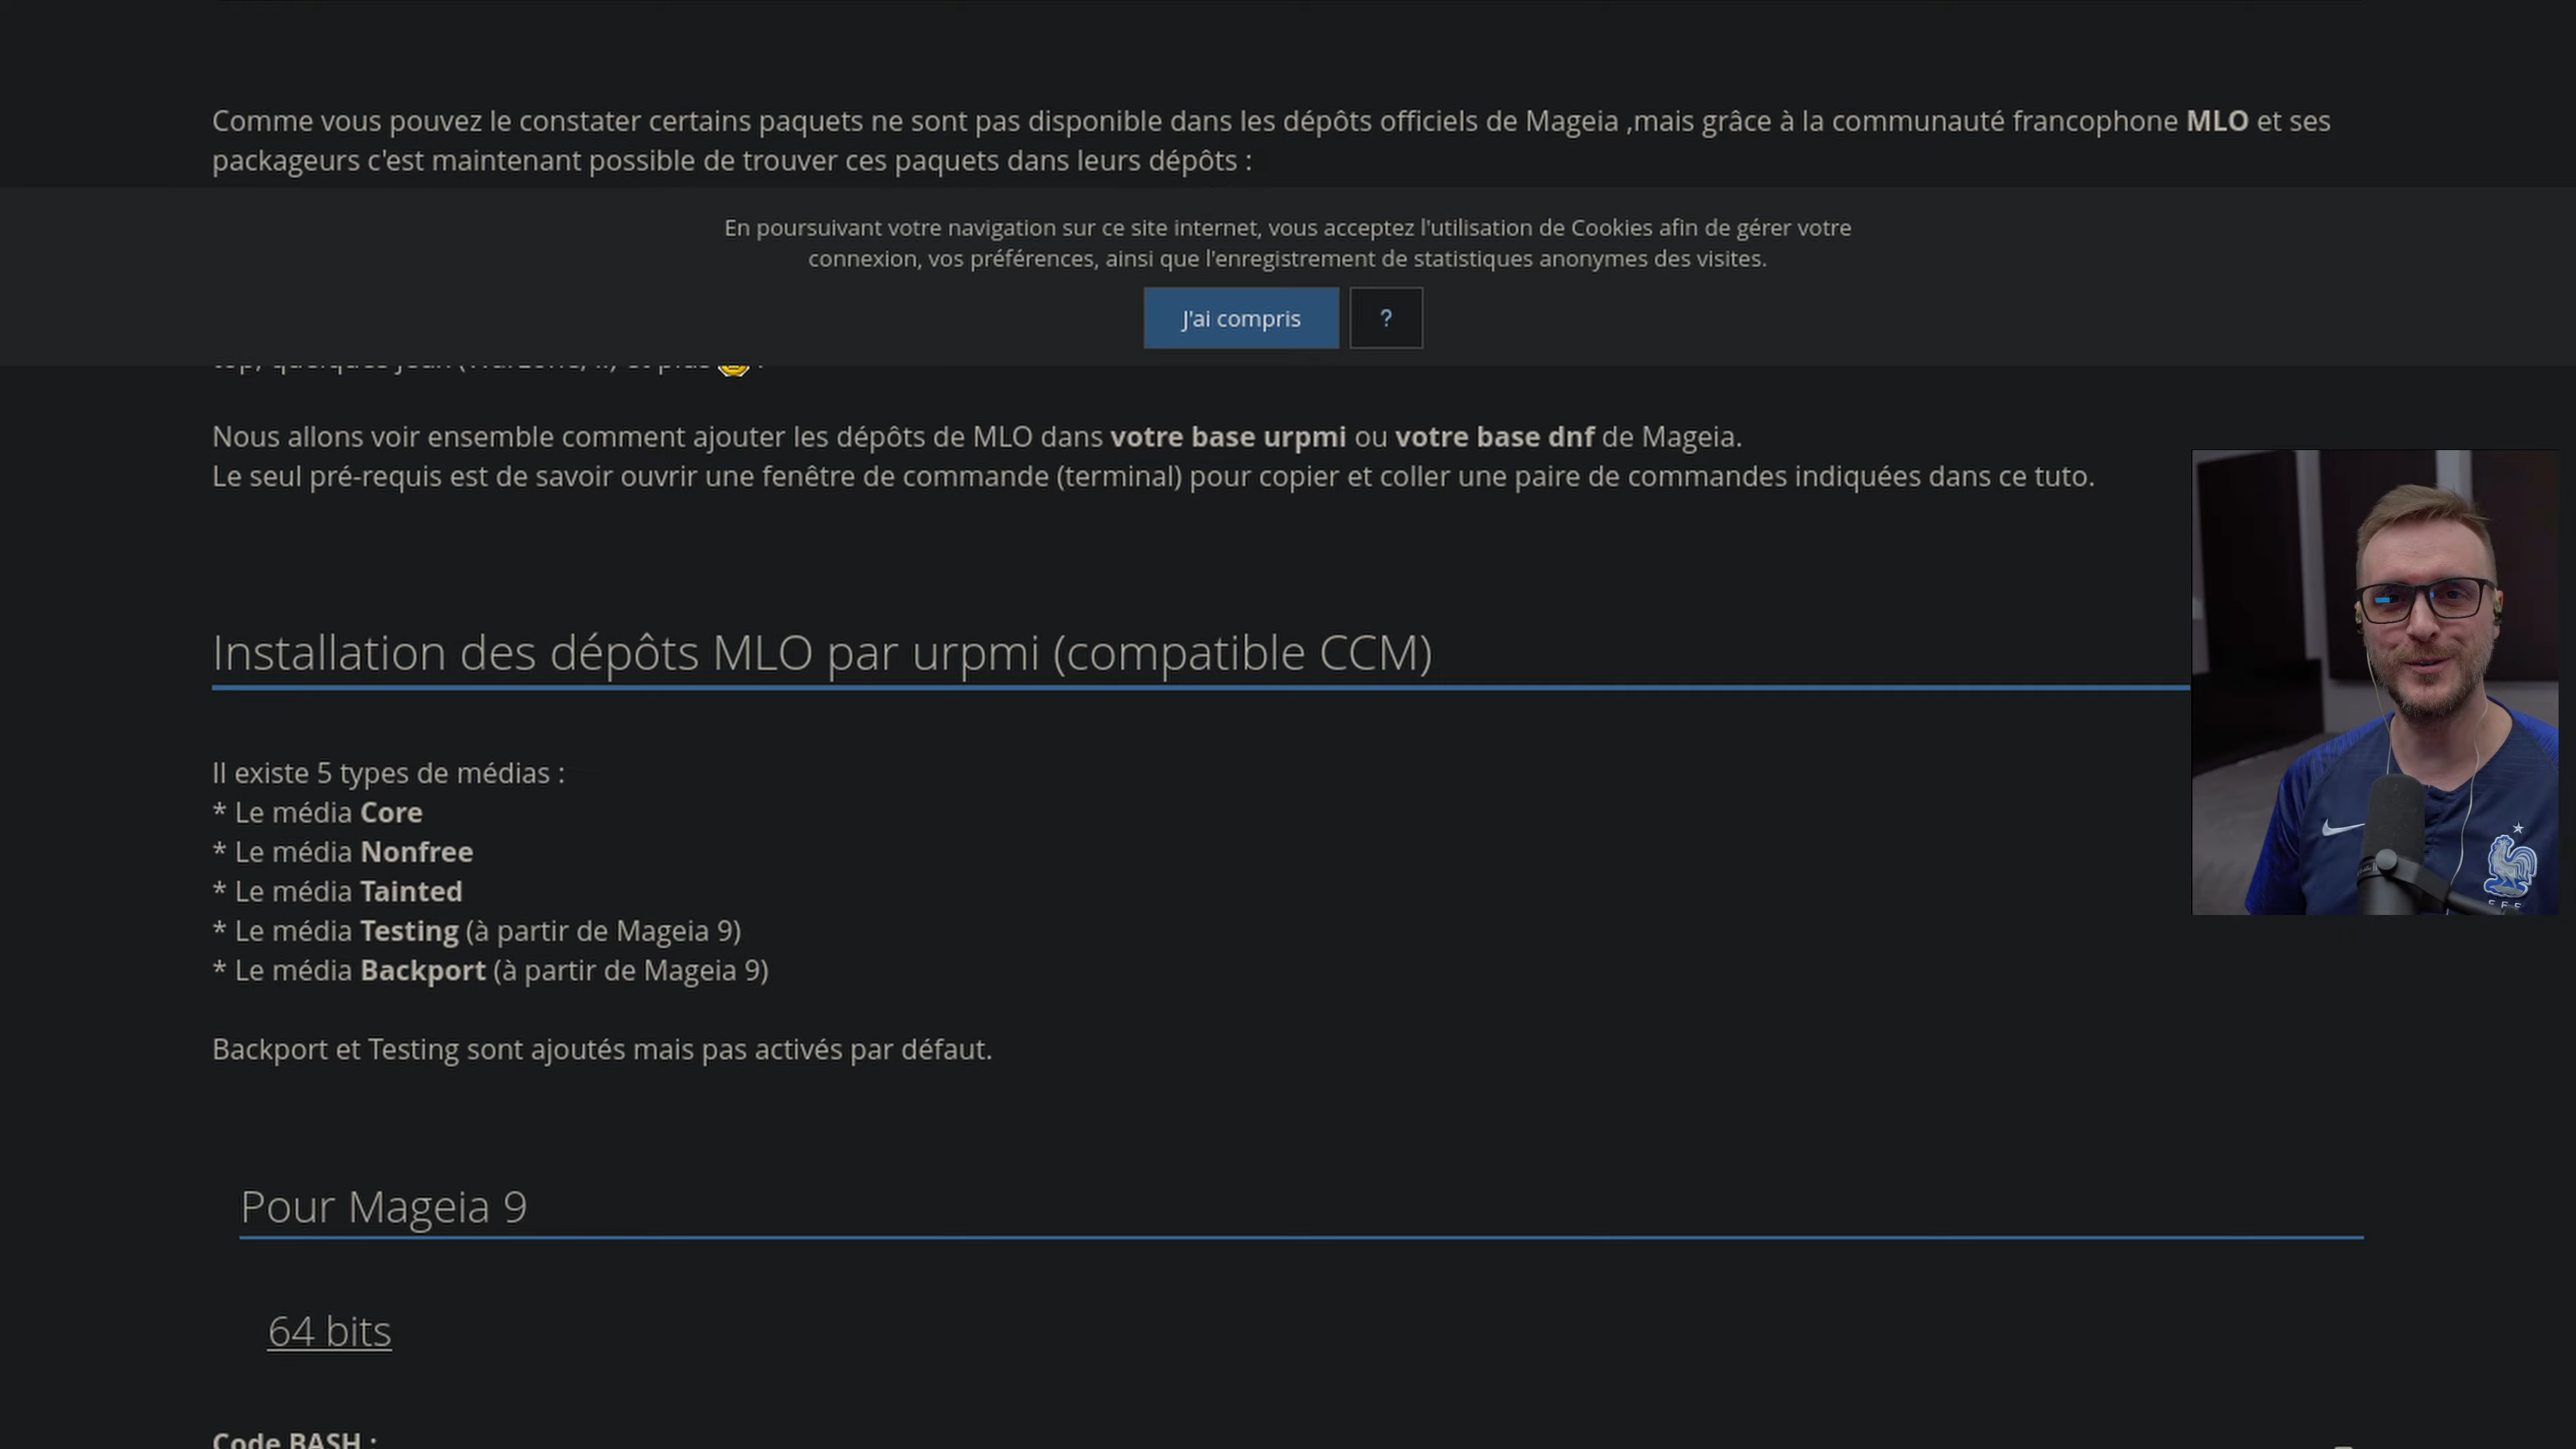 Comme vous pouvez le constater certains paquets ne sont pas disponible dans les dépôts officiels de Mageia ,mais grâce à la communauté francophone MLO et ses
packageurs c'est maintenant possible de trouver ces paquets dans leurs dépôts :
En poursuivant votre navigation sur ce site internet, vous acceptez l'utilisation de Cookies afin de gérer votre
connexion, vos préférences, ainsi que l'enregistrement de statistiques anonymes des visites.
J'ai compris
?
Nous allons voir ensemble comment ajouter les dépôts de MLO dans votre base urpmi ou votre base dnf de Mageia.
Le seul pré-requis est de savoir ouvrir une fenêtre de commande (terminal) pour copier et coller une paire de commandes indiquées dans ce tuto.
Installation des dépôts MLO par urpmi (compatible CCM)
Il existe 5 types de médias :
* Le média Core
* Le média Nonfree
* Le média Tainted
* Le média Testing (à partir de Mageia 9)
* Le média Backport (à partir de Mageia 9)
Backport et Testing sont ajoutés mais pas activés par défaut.
Pour Mageia 9
64 bits
Code BASH :